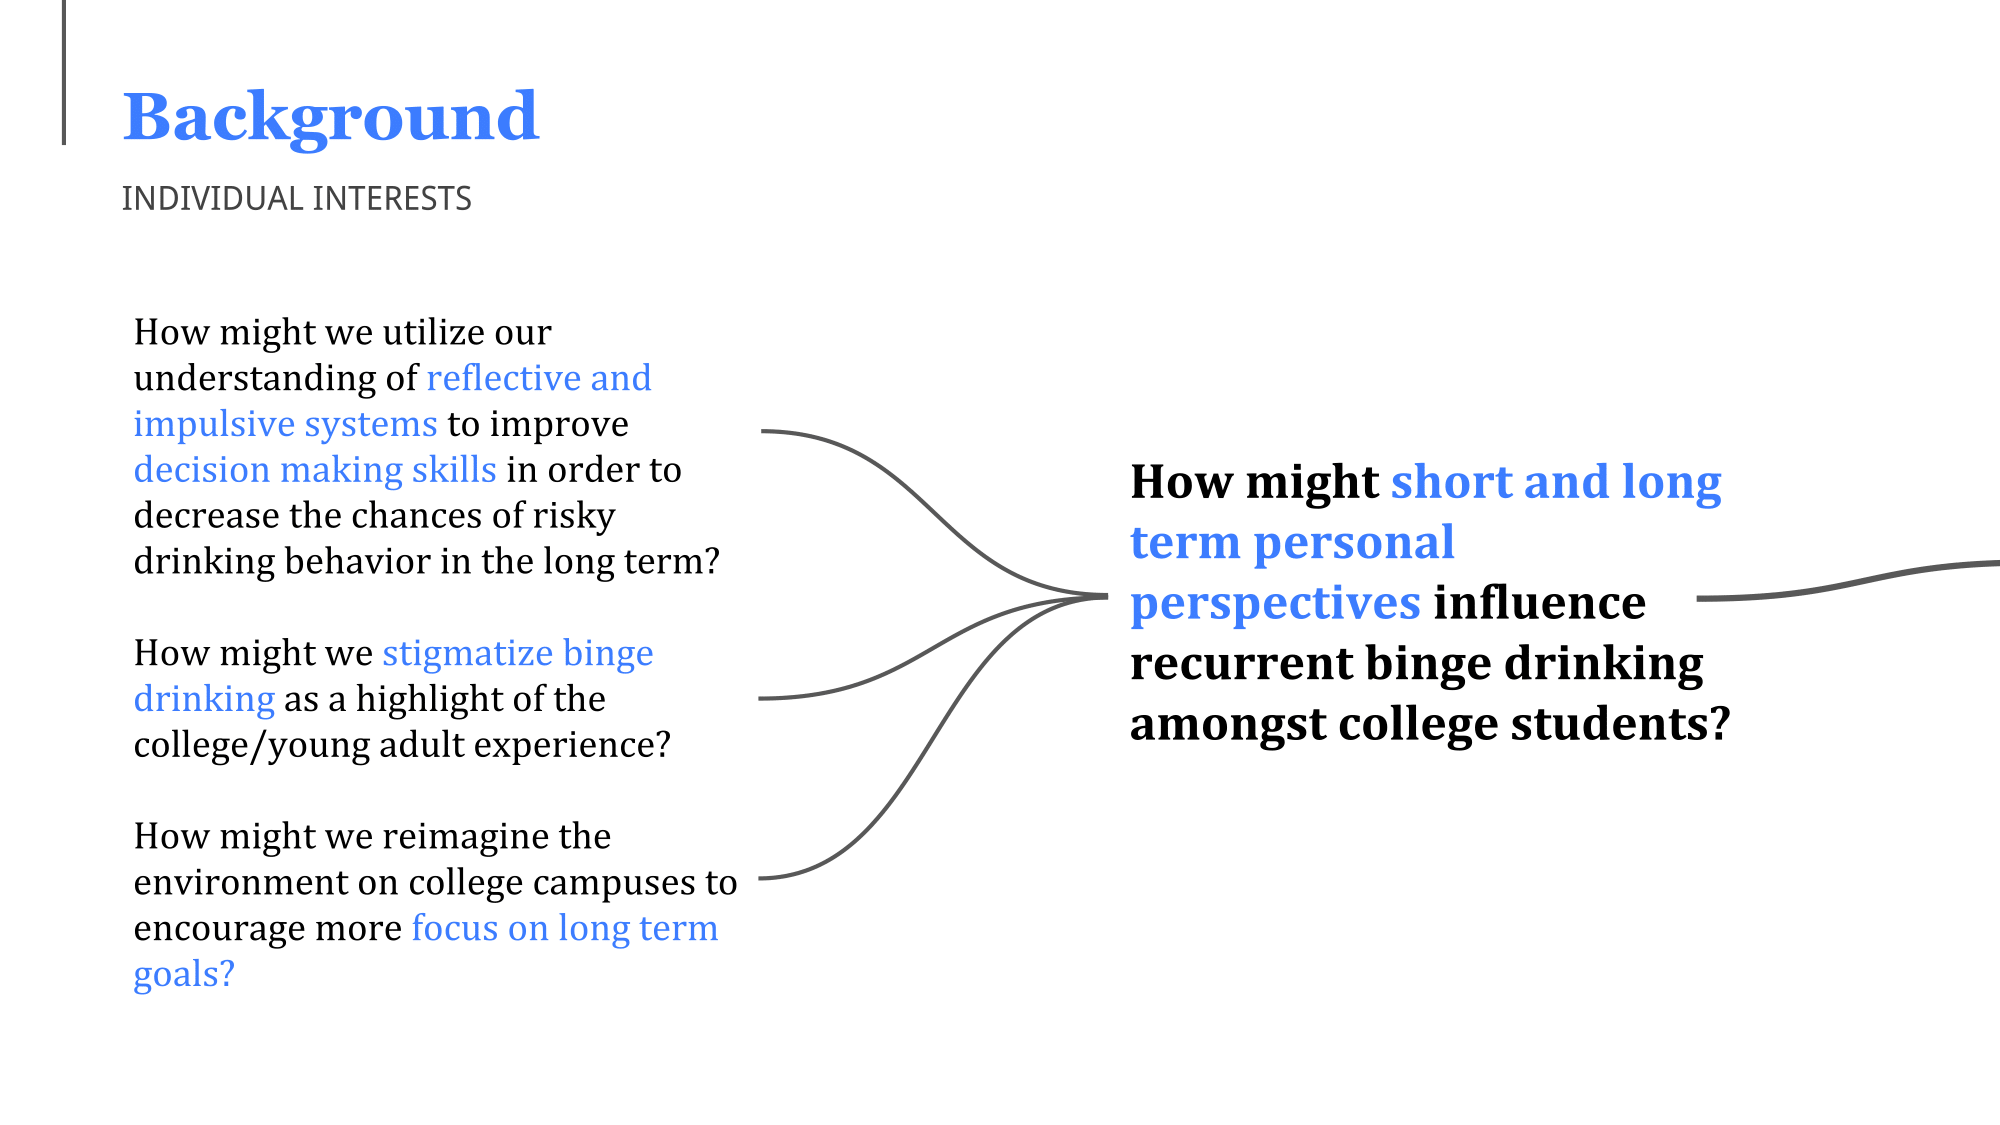 Background
INDIVIDUAL INTERESTS
How might we utilize our
understanding of reflective and
impulsive systems to improve
decision making skills in order to
decrease the chances of risky
drinking behavior in the long term?
How might we stigmatize binge
drinking as a highlight of the
college/young adult experience?
How might we reimagine the
environment on college campuses to
encourage more focus on long term
goals?
How might short and long
term personal
perspectives influence
recurrent binge drinking
amongst college students?